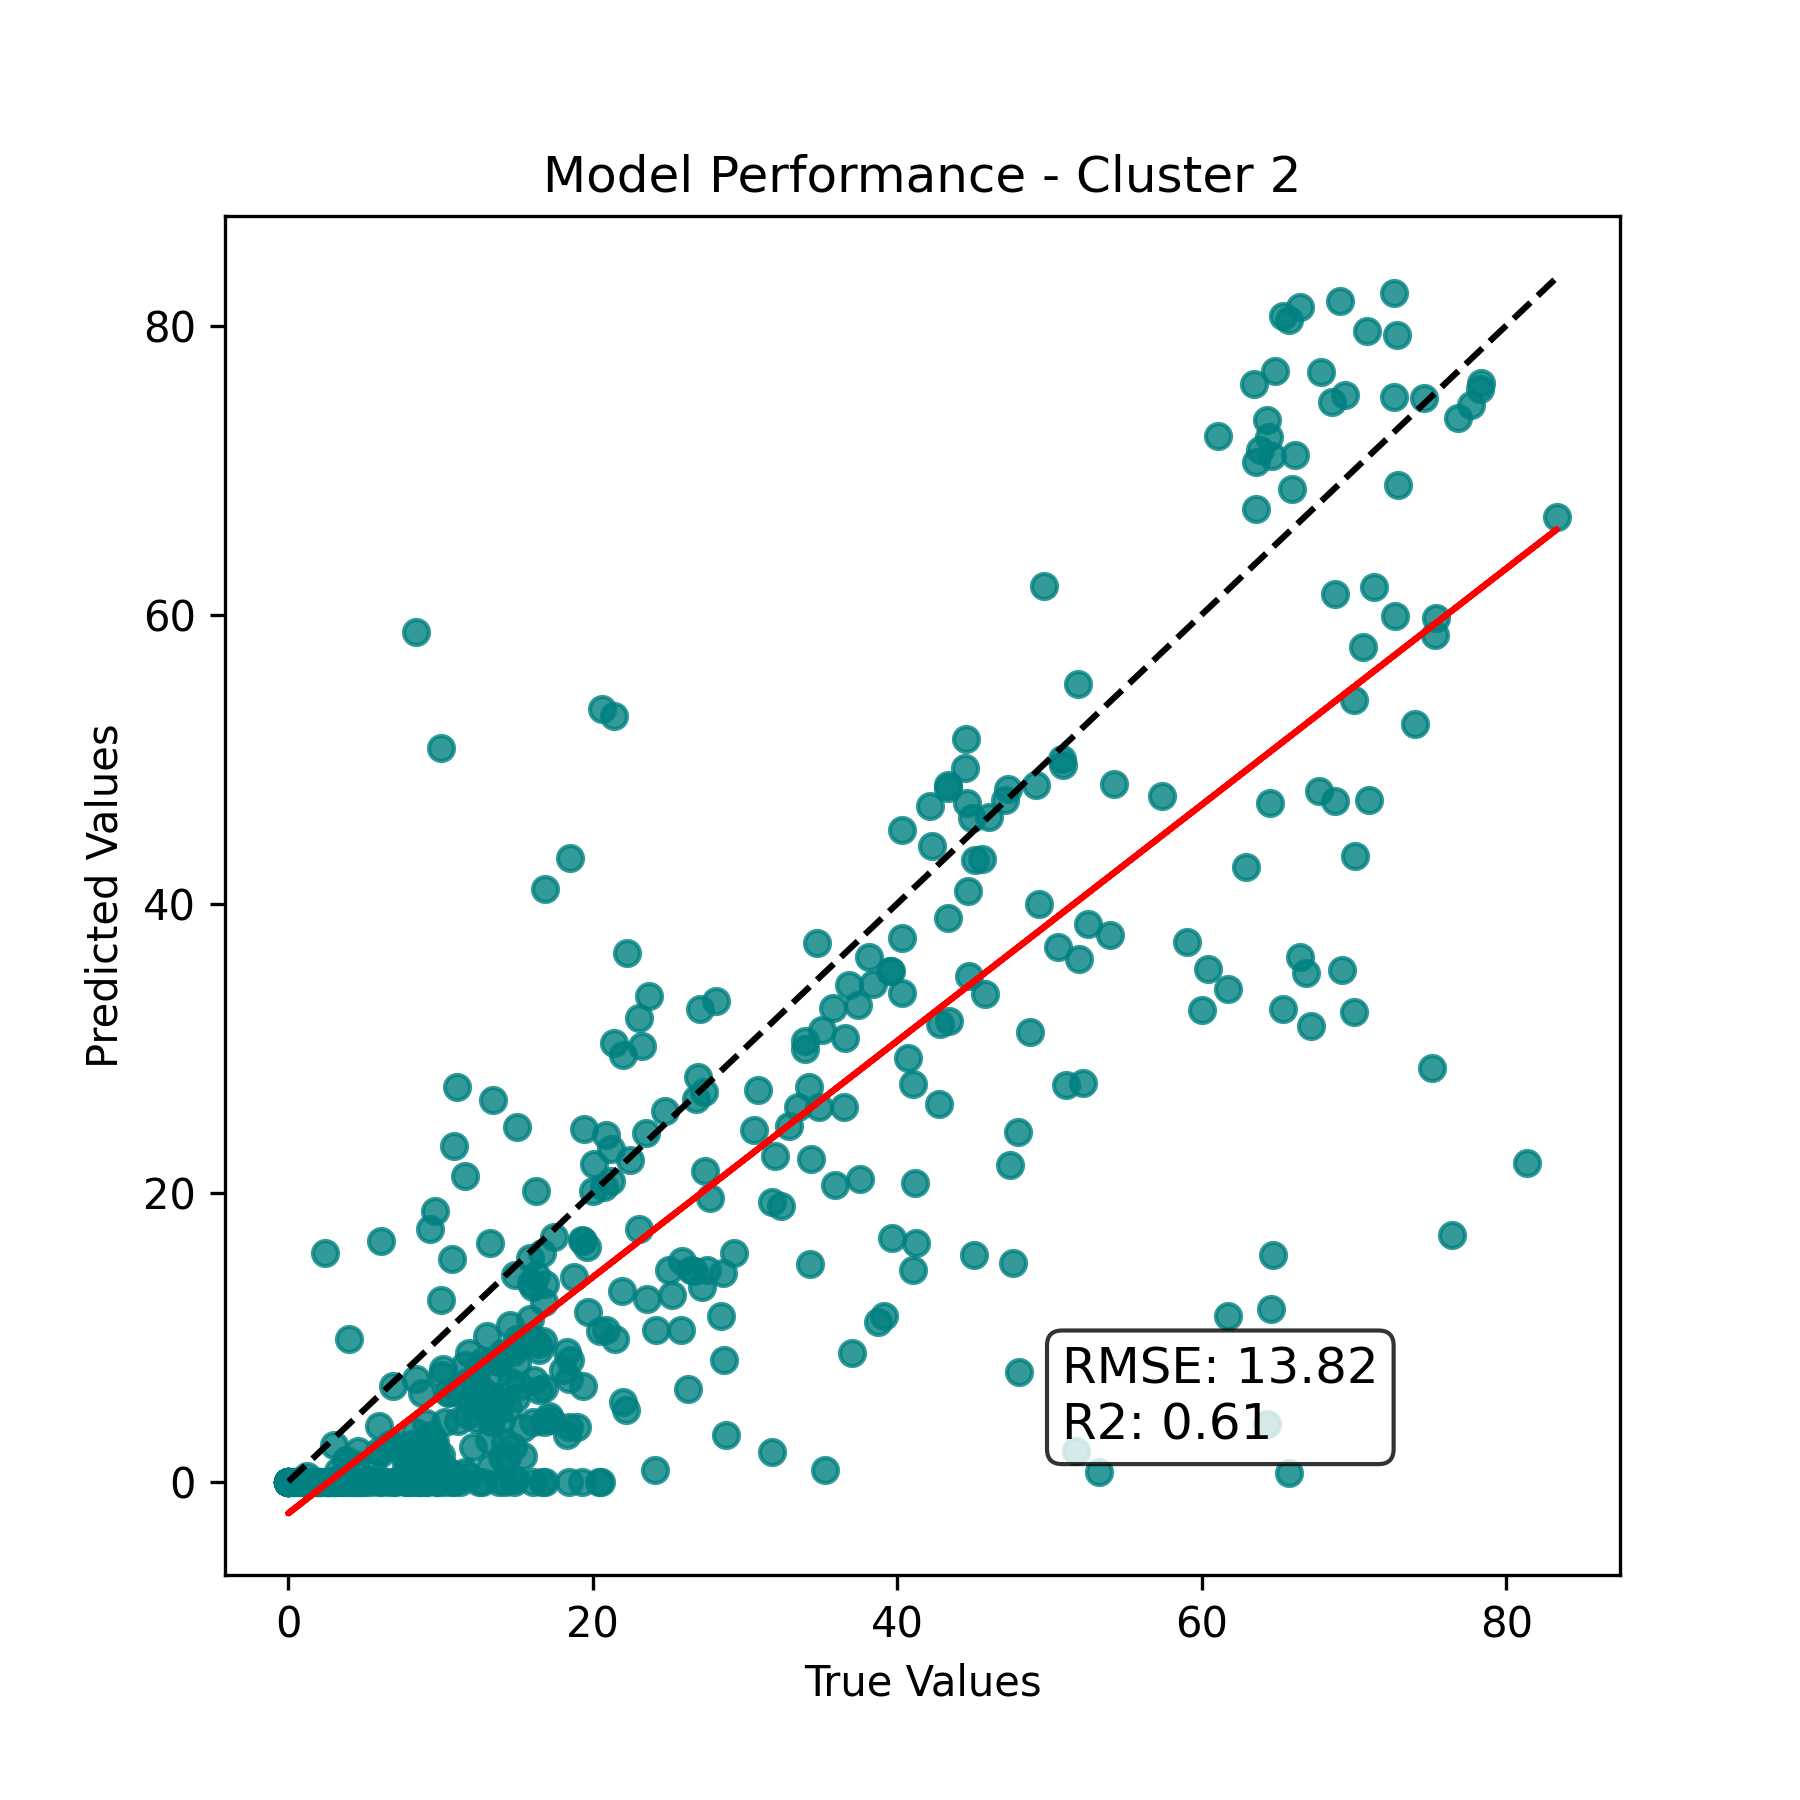 Model Performance - Cluster 2
80
60
40
20
0
Predicted Values
RMSE: 13.82
R2: 0.61
0 20 40 60 80
True Values